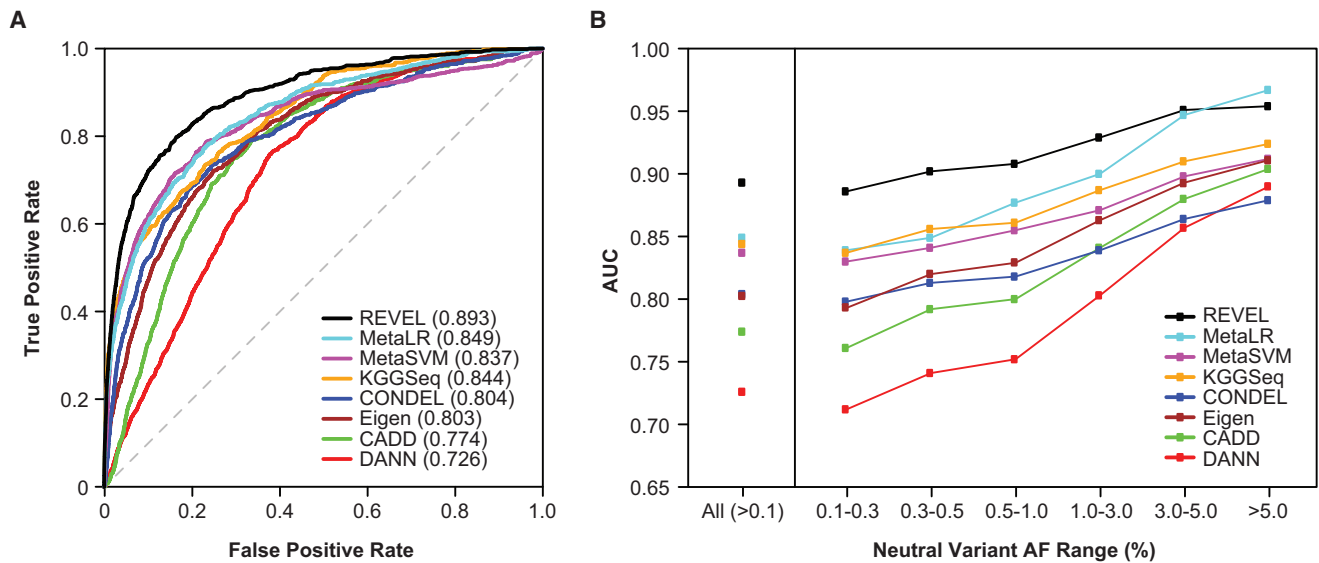 A
True Positive Rate
1.0
0.8
0.6
0.4
0.2
0
0
0.2
0.4
0.6
0.8
1.0
False Positive Rate
REVEL (0.893)
MetaLR (0.849)
MetaSVM (0.837)
KGGSeq (0.844)
CONDEL (0.804)
Eigen (0.803)
CADD (0.774)
DANN (0.726)
B
AUC
1.00
0.95
0.90
0.85
0.80
0.75
0.70
0.65
All (>0.1)
0.1-0.3
0.3-0.5
0.5-1.0
1.0-3.0
3.0-5.0
>5.0
Neutral Variant AF Range (%)
REVEL
MetaLR
MetaSVM
KGGSeq
CONDEL
Eigen
CADD
DANN